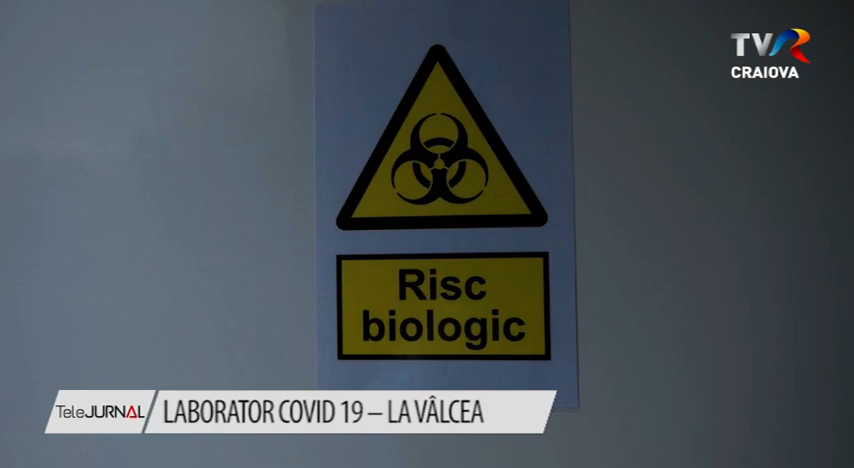 TVR
CRAIOVA
Risc
biologic
TeleJURNAL
LABORATOR COVID 19 – LA VÂLCEA